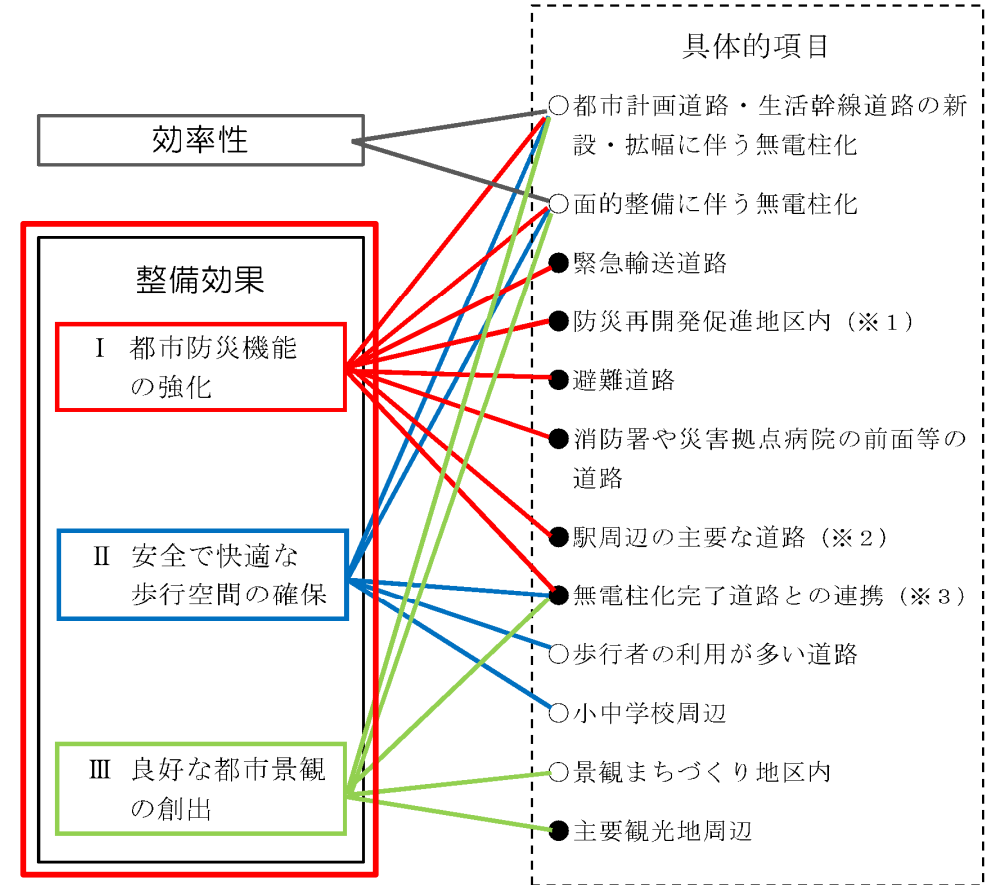 効率性
整備効果
Ⅰ 都市防災機能
の強化
Ⅱ 安全で快適な
歩行空間の確保
Ⅲ 良好な都市景観
の創出
具体的項目
○都市計画道路・生活幹線道路の新
設・拡幅に伴う無電柱化
○面的整備に伴う無電柱化
●緊急輸送道路
●防災再開発促進地区内（※１）
●避難道路
●消防署や災害拠点病院の前面等の
道路
●駅周辺の主要な道路（※２）
●無電柱化完了道路との連携（※３）
○歩行者の利用が多い道路
○小中学校周辺
○景観まちづくり地区内
●主要観光地周辺